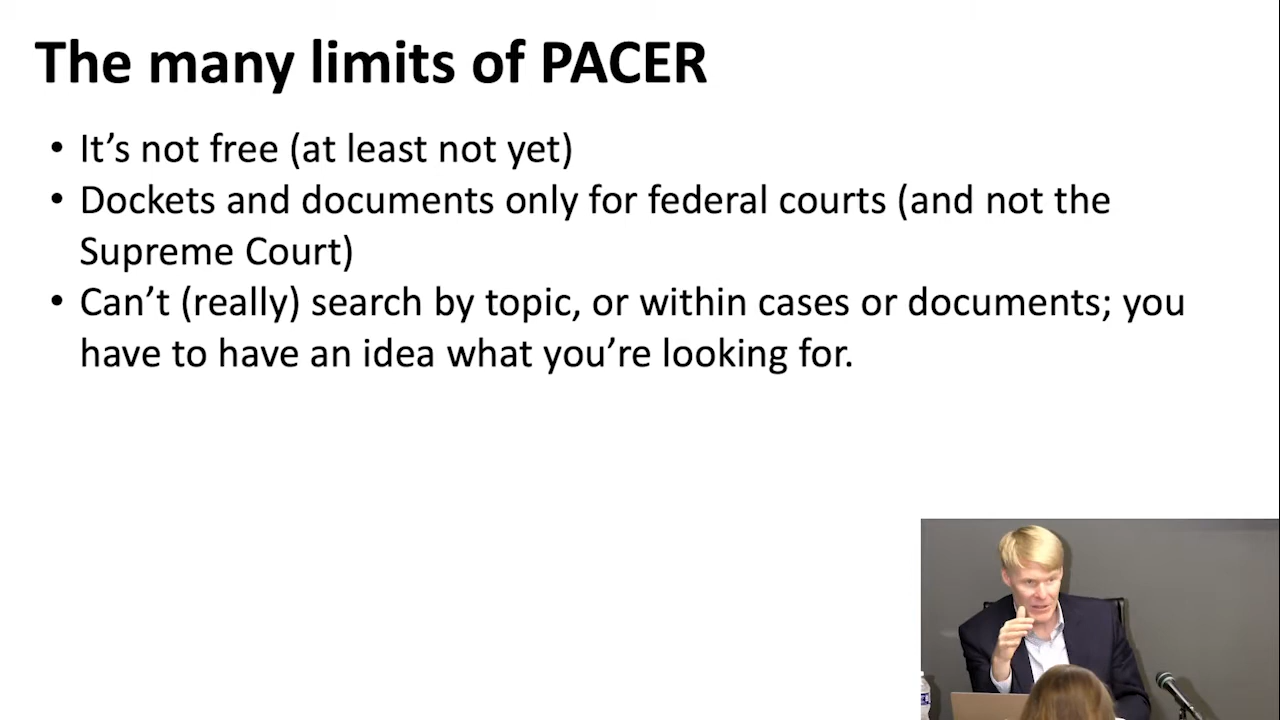 The many limits of PACER
• It’s not free (at least not yet)
• Dockets and documents only for federal courts (and not the
Supreme Court)
• Can’t (really) search by topic, or within cases or documents; you
have to have an idea what you’re looking for.